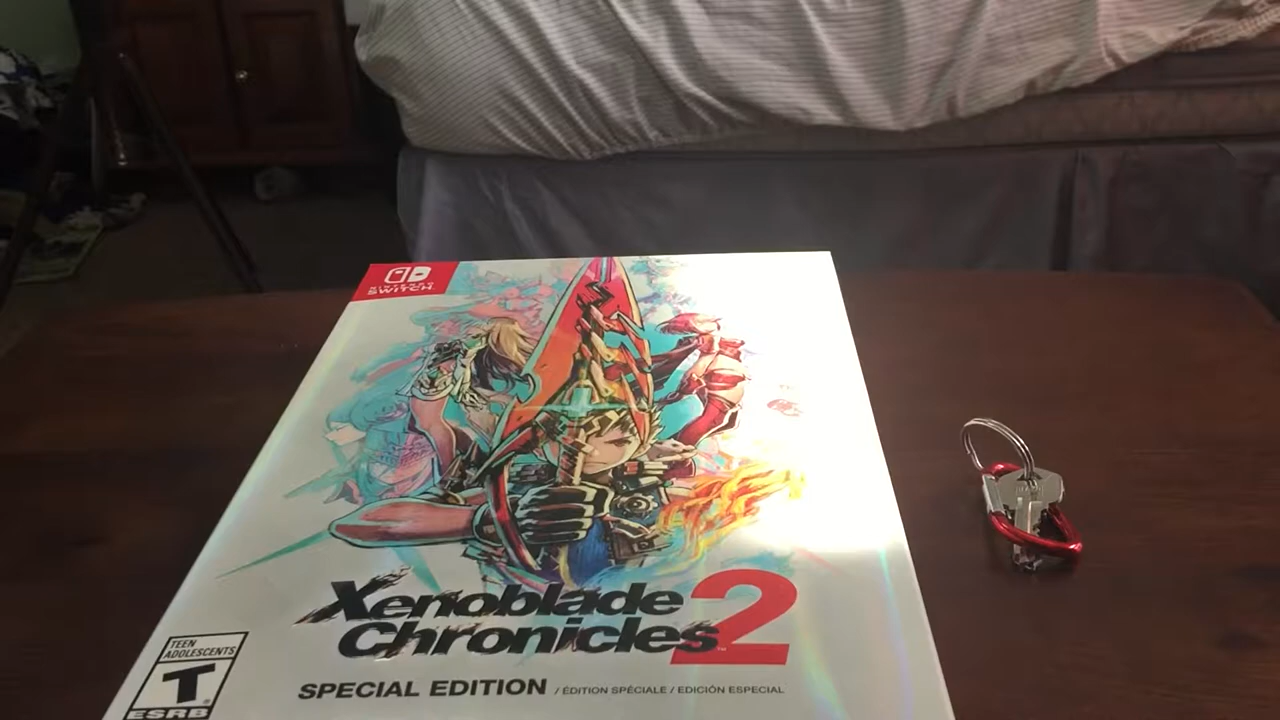 NINTENDO
SWITCH
Xenoblade
Chronicles 2
SPECIAL EDITION / ÉDITION SPÉCIALE / EDICIÓN ESPECIAL
TEEN
ADOLESCENTS
T
ESRB